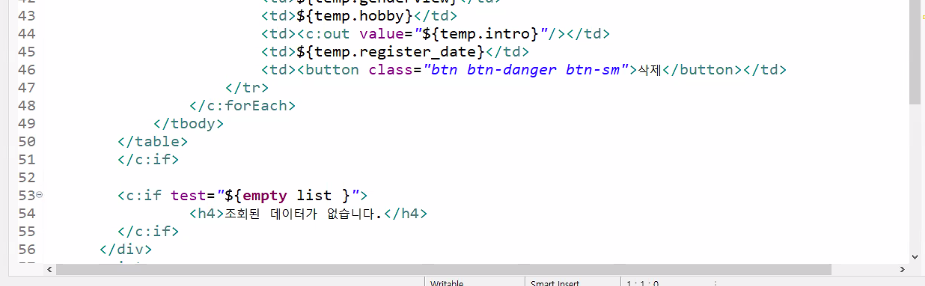 42 <td>${temp.genderview}</td>
43 <td>${temp.hobby}</td>
44 <td><c:out value="${temp.intro}"/></td>
45 <td>${temp.register_date}</td>
46 <td><button class="btn btn-danger btn-sm">삭제</button></td>
47 </tr>
48 </c:forEach>
49 </tbody>
50 </table>
51 </c:if>
52
53 <c:if test="${empty list }">
54 <h4>조회된 데이터가 없습니다.</h4>
55 </c:if>
56 </div>
Writable Smart Insert 1 : 1 : 0